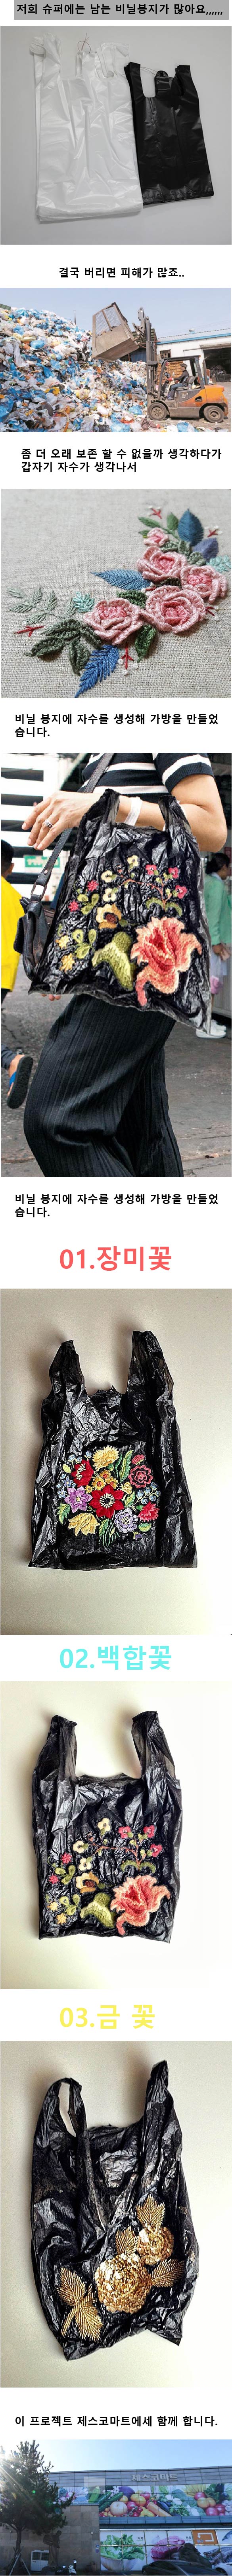 저희 슈퍼에는 남는 비닐봉지가 많아요,,,,,,
결국 버리면 피해가 많죠..
좀 더 오래 보존 할 수 없을까 생각하다가
갑자기 자수가 생각나서
비닐 봉지에 자수를 생성해 가방을 만들었
습니다.
비닐 봉지에 자수를 생성해 가방을 만들었
습니다.
01.장미꽃
02.백합꽃
03.금 꽃
이 프로젝트 제스코마트에세 함께 합니다.
제스코마트